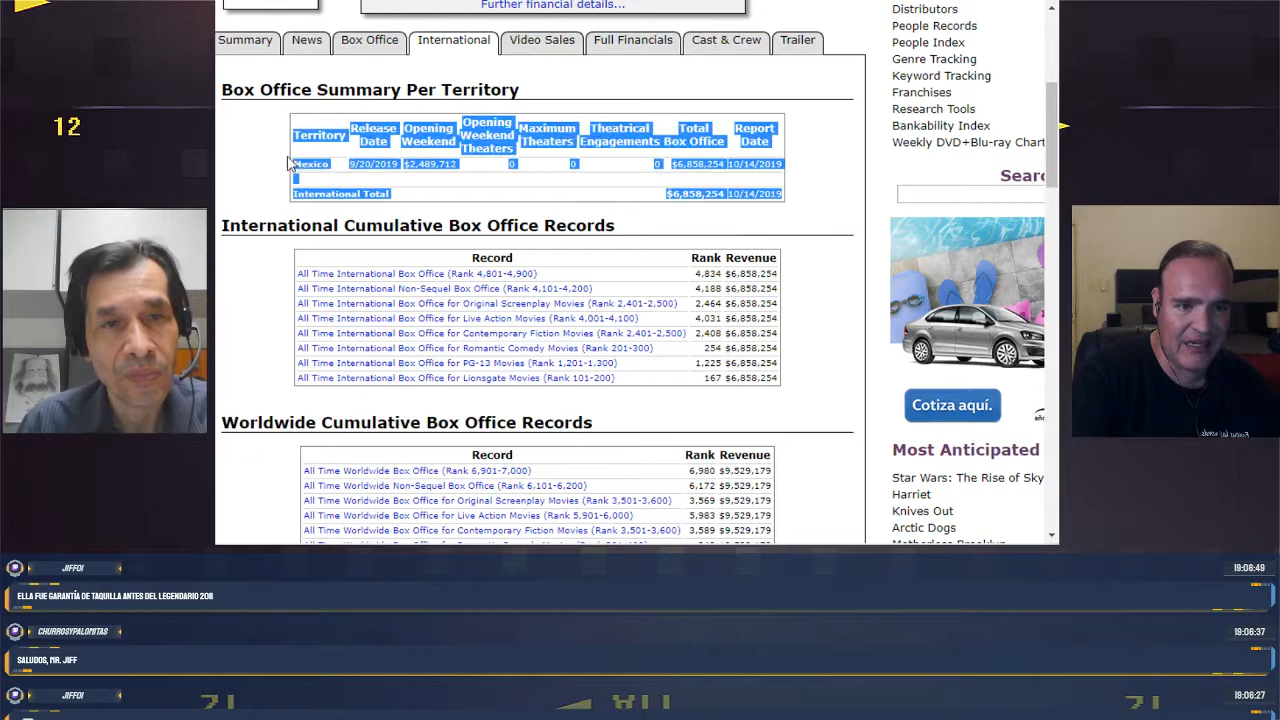 Further financial details...
Summary
News
Box Office
International
Video Sales
Full Financials
Cast & Crew
Trailer
Box Office Summary Per Territory
Territory Release Date Opening Weekend Opening Weekend Theaters Maximum Theaters Theatrical Engagements Total Box Office Report Date
Mexico 9/20/2019 $2,489,712 0 0 0 $6,858,254 10/14/2019
International Total $6,858,254 10/14/2019
International Cumulative Box Office Records
Record Rank Revenue
All Time International Box Office (Rank 4,801-4,900) 4,834 $6,858,254
All Time International Non-Sequel Box Office (Rank 4,101-4,200) 4,188 $6,858,254
All Time International Box Office for Original Screenplay Movies (Rank 2,401-2,500) 2,464 $6,858,254
All Time International Box Office for Live Action Movies (Rank 4,001-4,100) 4,031 $6,858,254
All Time International Box Office for Contemporary Fiction Movies (Rank 2,401-2,500) 2,408 $6,858,254
All Time International Box Office for Romantic Comedy Movies (Rank 201-300) 254 $6,858,254
All Time International Box Office for PG-13 Movies (Rank 1,201-1,300) 1,225 $6,858,254
All Time International Box Office for Lionsgate Movies (Rank 101-200) 167 $6,858,254
Worldwide Cumulative Box Office Records
Record Rank Revenue
All Time Worldwide Box Office (Rank 6,901-7,000) 6,980 $9,529,179
All Time Worldwide Non-Sequel Box Office (Rank 6,101-6,200) 6,172 $9,529,179
All Time Worldwide Box Office for Original Screenplay Movies (Rank 3,501-3,600) 3,569 $9,529,179
All Time Worldwide Box Office for Live Action Movies (Rank 5,901-6,000) 5,983 $9,529,179
All Time Worldwide Box Office for Contemporary Fiction Movies (Rank 3,501-3,600) 3,589 $9,529,179
Distributors
People Records
People Index
Genre Tracking
Keyword Tracking
Franchises
Research Tools
Bankability Index
Weekly DVD+Blu-ray Chart
Searc
Cotiza aquí.
Most Anticipated
Star Wars: The Rise of Sky
Harriet
Knives Out
Arctic Dogs
12
JIFF01 19:06:49
ELLA FUE GARANTÍA DE TAQUILLA ANTES DEL LEGENDARIO 2011
CHURROSYPALOMITAS 19:06:37
SALUDOS, MR. JIFF
JIFF01 19:06:27